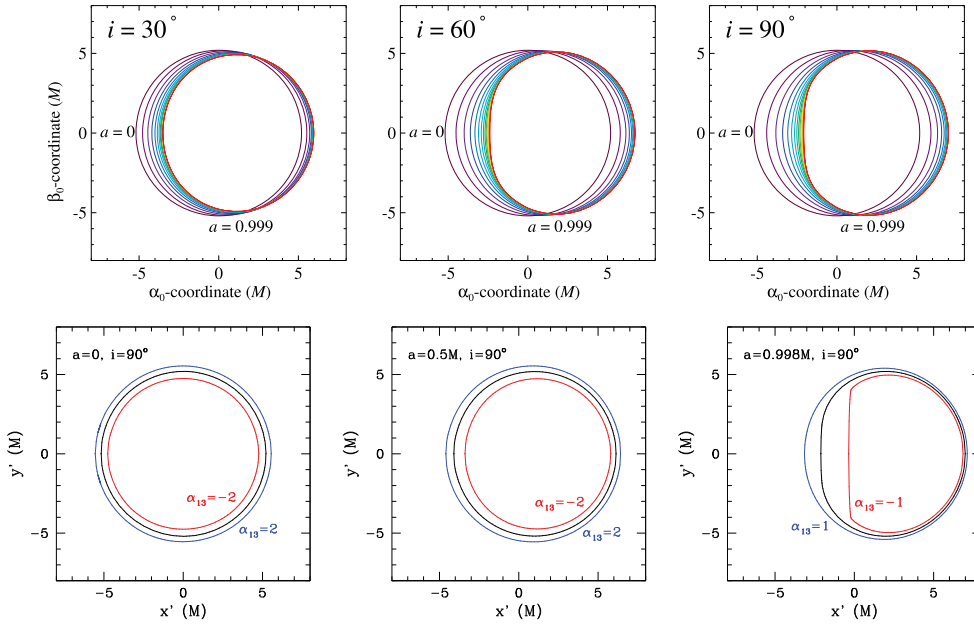 i = 30°
i = 60°
i = 90°
5
0
-5
5
0
-5
5
0
-5
a = 0
a = 0
a = 0
a = 0.999
a = 0.999
a = 0.999
β₀-coordinate (M)
-5 0 5
-5 0 5
-5 0 5
α₀-coordinate (M)
α₀-coordinate (M)
α₀-coordinate (M)
a=0, i=90°
a=0.5M, i=90°
a=0.998M, i=90°
5
0
-5
5
0
-5
5
0
-5
y' (M)
y' (M)
y' (M)
α₁₃=-2
α₁₃=2
α₁₃=-2
α₁₃=2
α₁₃=-1
α₁₃=1
-5 0 5
-5 0 5
-5 0 5
x' (M)
x' (M)
x' (M)